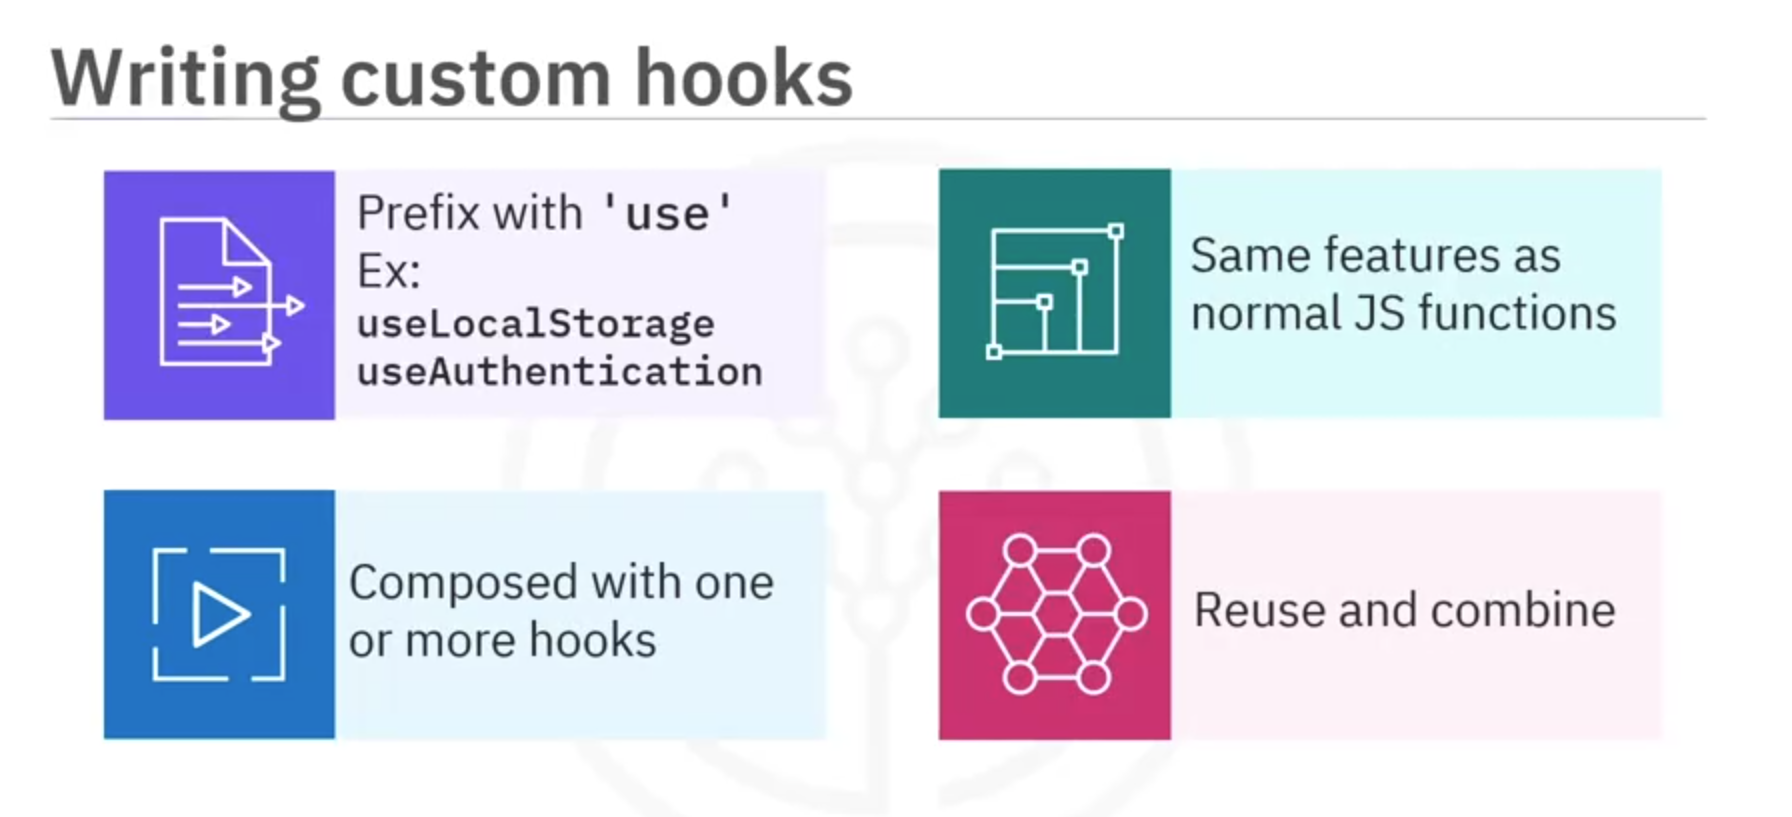 Writing custom hooks
Prefix with 'use'
Ex:
useLocalStorage
useAuthentication
Same features as
normal JS functions
Composed with one
or more hooks
Reuse and combine